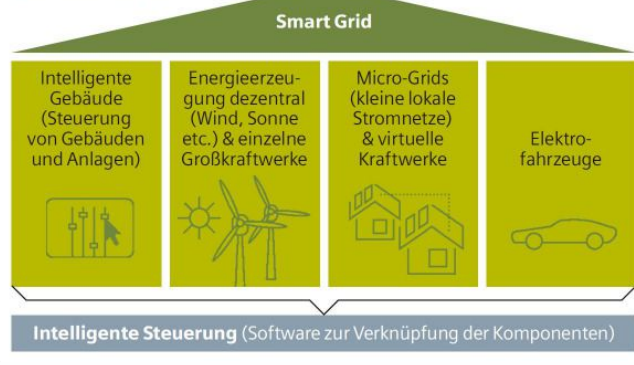 Smart Grid
Intelligente
Gebäude
(Steuerung
von Gebäuden
und Anlagen)
Energieerzeu-
gung dezentral
(Wind, Sonne
etc.) & einzelne
Großkraftwerke
Micro-Grids
(kleine lokale
Stromnetze)
& virtuelle
Kraftwerke
Elektro-
fahrzeuge
Intelligente Steuerung (Software zur Verknüpfung der Komponenten)